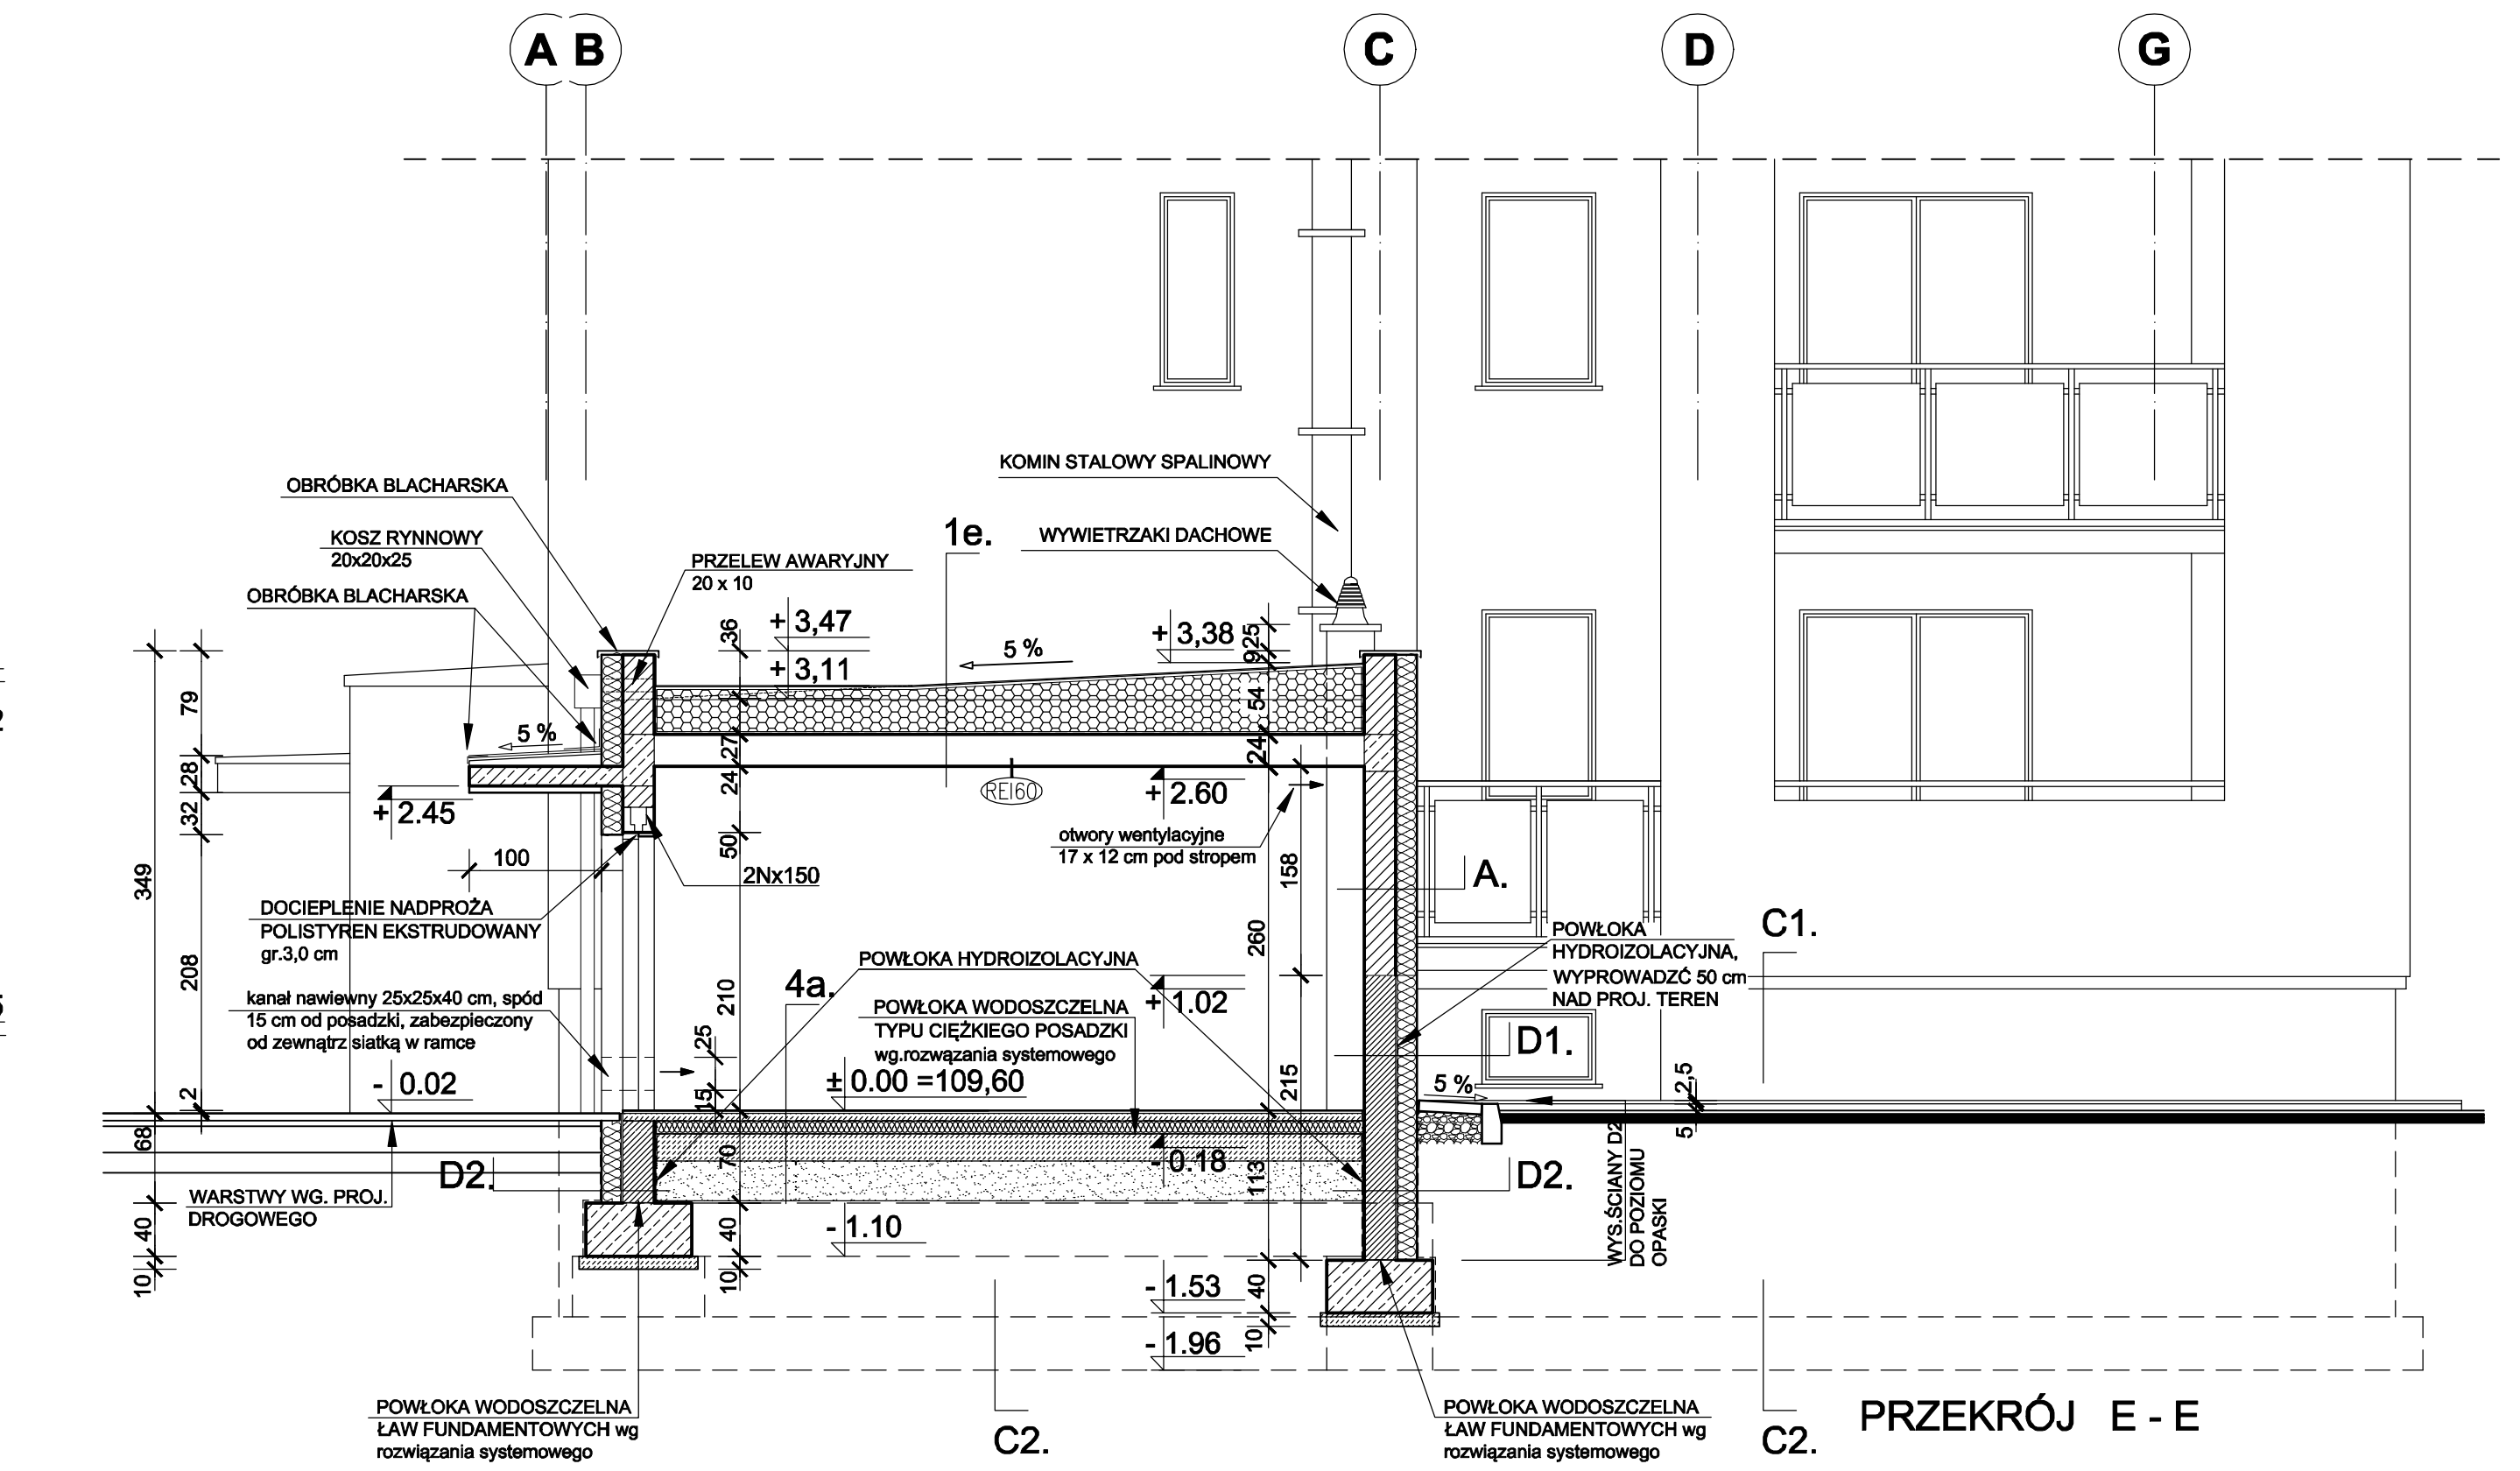 A B C D G
OBRÓBKA BLACHARSKA
KOSZ RYNNOWY
20x20x25
OBRÓBKA BLACHARSKA
PRZELEW AWARYJNY
20 x 10
1e.
KOMIN STALOWY SPALINOWY
WYWIETRZAKI DACHOWE
+ 3,47
+ 3,11
5 %
+ 3,38
36
25
9
54
24
79
28
32
349
208
2
68
40
10
5 %
+ 2.45
100
27
24
50
210
25
15
70
40
10
REI60
+ 2.60
otwory wentylacyjne
17 x 12 cm pod stropem
158
260
215
113
40
10
2Nx150
DOCIEPLENIE NADPROŻA
POLISTYREN EKSTRUDOWANY
gr.3,0 cm
A.
C1.
POWŁOKA
HYDROIZOLACYJNA,
WYPROWADZĆ 50 cm
NAD PROJ. TEREN
POWŁOKA HYDROIZOLACYJNA
4a.
+ 1.02
POWŁOKA WODOSZCZELNA
TYPU CIĘŻKIEGO POSADZKI
wg.rozwązania systemowego
kanał nawiewny 25x25x40 cm, spód
15 cm od posadzki, zabezpieczony
od zewnątrz siatką w ramce
- 0.02
± 0.00 =109,60
D1.
5 %
2,5
5
- 0.18
D2.
D2.
WYS.ŚCIANY D2
DO POZIOMU
OPASKI
WARSTWY WG. PROJ.
DROGOWEGO
- 1.10
- 1.53
- 1.96
POWŁOKA WODOSZCZELNA
ŁAW FUNDAMENTOWYCH wg
rozwiązania systemowego
C2.
POWŁOKA WODOSZCZELNA
ŁAW FUNDAMENTOWYCH wg
rozwiązania systemowego
C2.
PRZEKRÓJ E - E